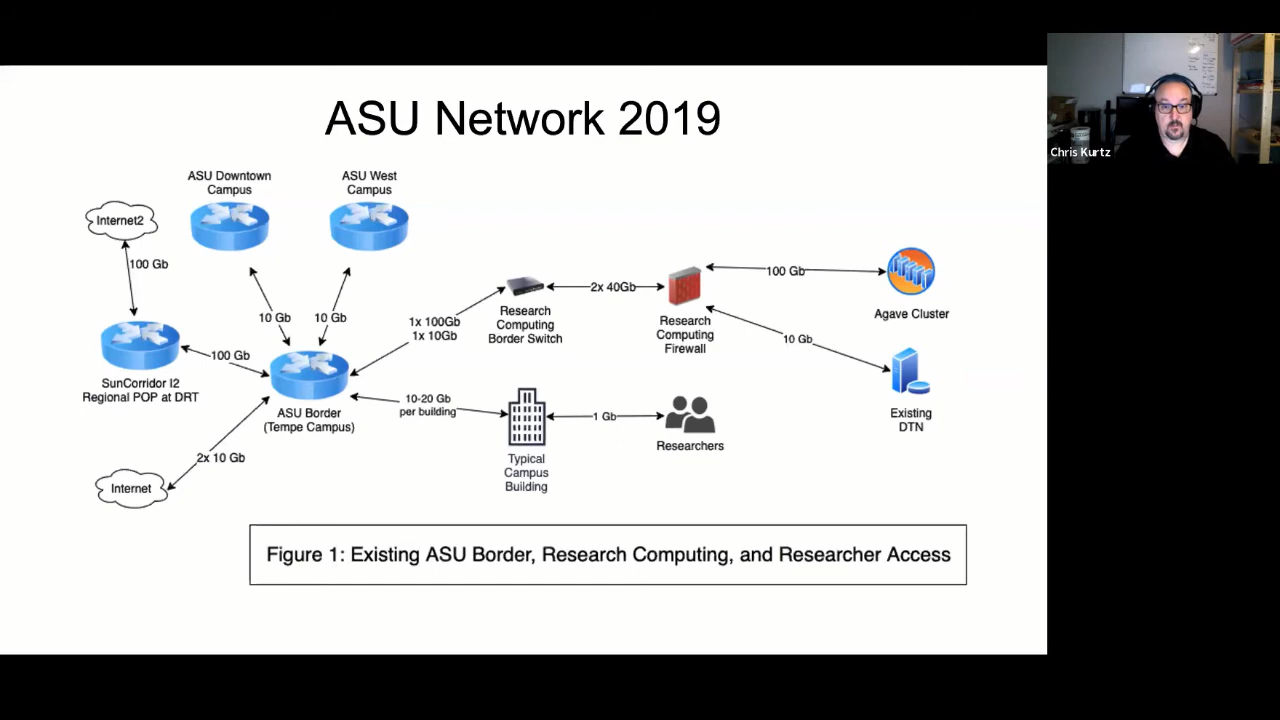 ASU Network 2019
Chris Kurtz
ASU Downtown
Campus
ASU West
Campus
Internet2
100 Gb
10 Gb
10 Gb
1x 100Gb
1x 10Gb
Research
Computing
Border Switch
2x 40Gb
Research
Computing
Firewall
100 Gb
Agave Cluster
10 Gb
Existing
DTN
SunCorridor I2
Regional POP at DRT
100 Gb
ASU Border
(Tempe Campus)
10-20 Gb
per building
Typical
Campus
Building
1 Gb
Researchers
2x 10 Gb
Internet
Figure 1: Existing ASU Border, Research Computing, and Researcher Access